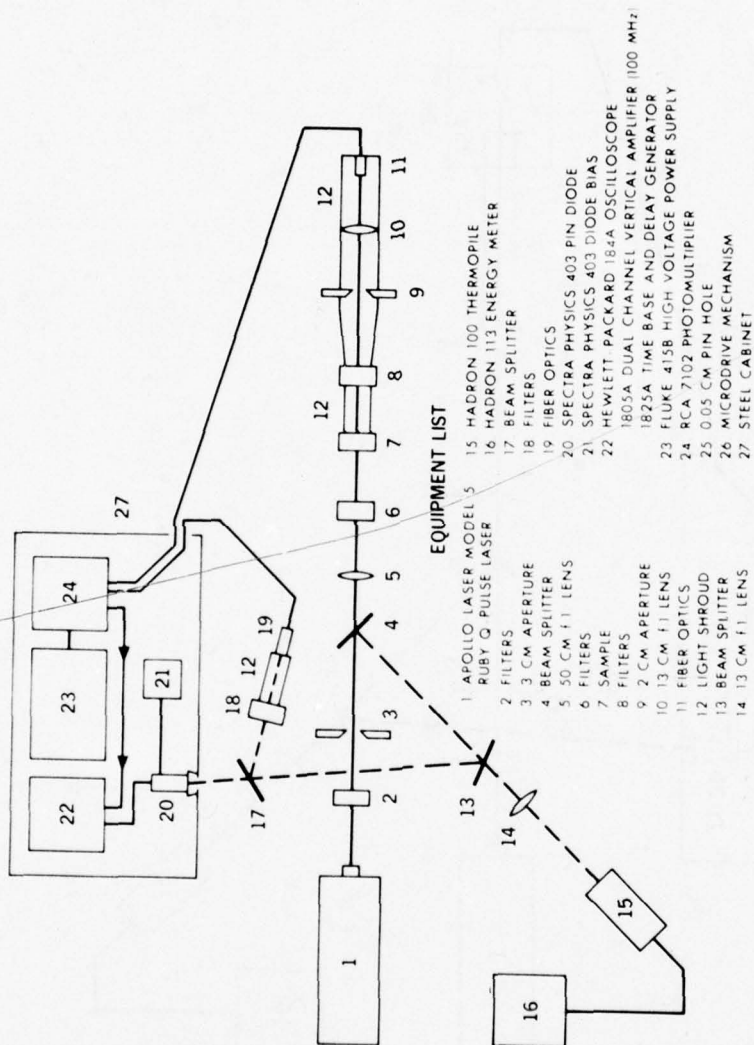 27
24
23
22
21
20
19
12
18
17
3
2
1
4
5
6
7
8
12
9
10
12
11
13
14
15
16
EQUIPMENT LIST
1 APOLLO LASER MODEL 5
RUBY Q PULSE LASER
2 FILTERS
3 3 CM APERTURE
4 BEAM SPLITTER
5 50 CM f1 LENS
6 FILTERS
7 SAMPLE
8 FILTERS
9 2 CM APERTURE
10 13 CM f1 LENS
11 FIBER OPTICS
12 LIGHT SHROUD
13 BEAM SPLITTER
14 13 CM f1 LENS
15 HADRON 100 THERMOPILE
16 HADRON 113 ENERGY METER
17 BEAM SPLITTER
18 FILTERS
19 FIBER OPTICS
20 SPECTRA PHYSICS 403 PIN DIODE
21 SPECTRA PHYSICS 403 DIODE BIAS
22 HEWLETT-PACKARD 184A OSCILLOSCOPE
1805A DUAL CHANNEL VERTICAL AMPLIFIER (100 MHz)
1825A TIME BASE AND DELAY GENERATOR
23 FLUKE 415B HIGH VOLTAGE POWER SUPPLY
24 RCA 7102 PHOTOMULTIPLIER
25 0.05 CM PIN HOLE
26 MICRODRIVE MECHANISM
27 STEEL CABINET